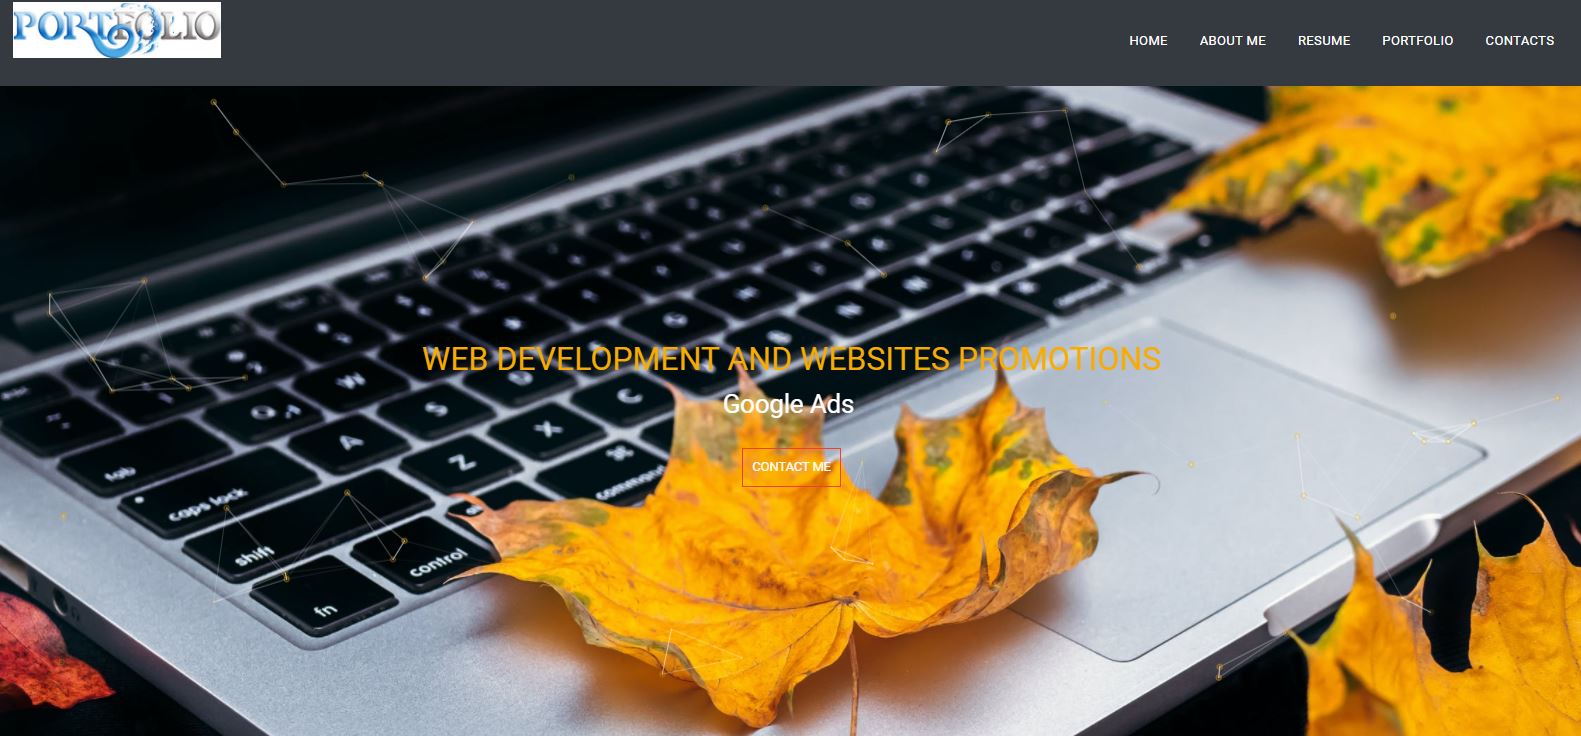 PORTFOLIO
HOME ABOUT ME RESUME PORTFOLIO CONTACTS
WEB DEVELOPMENT AND WEBSITES PROMOTIONS
Google Ads
CONTACT ME
tab
caps lock
shift
fn
control
command
W
A
S
Z
X
C